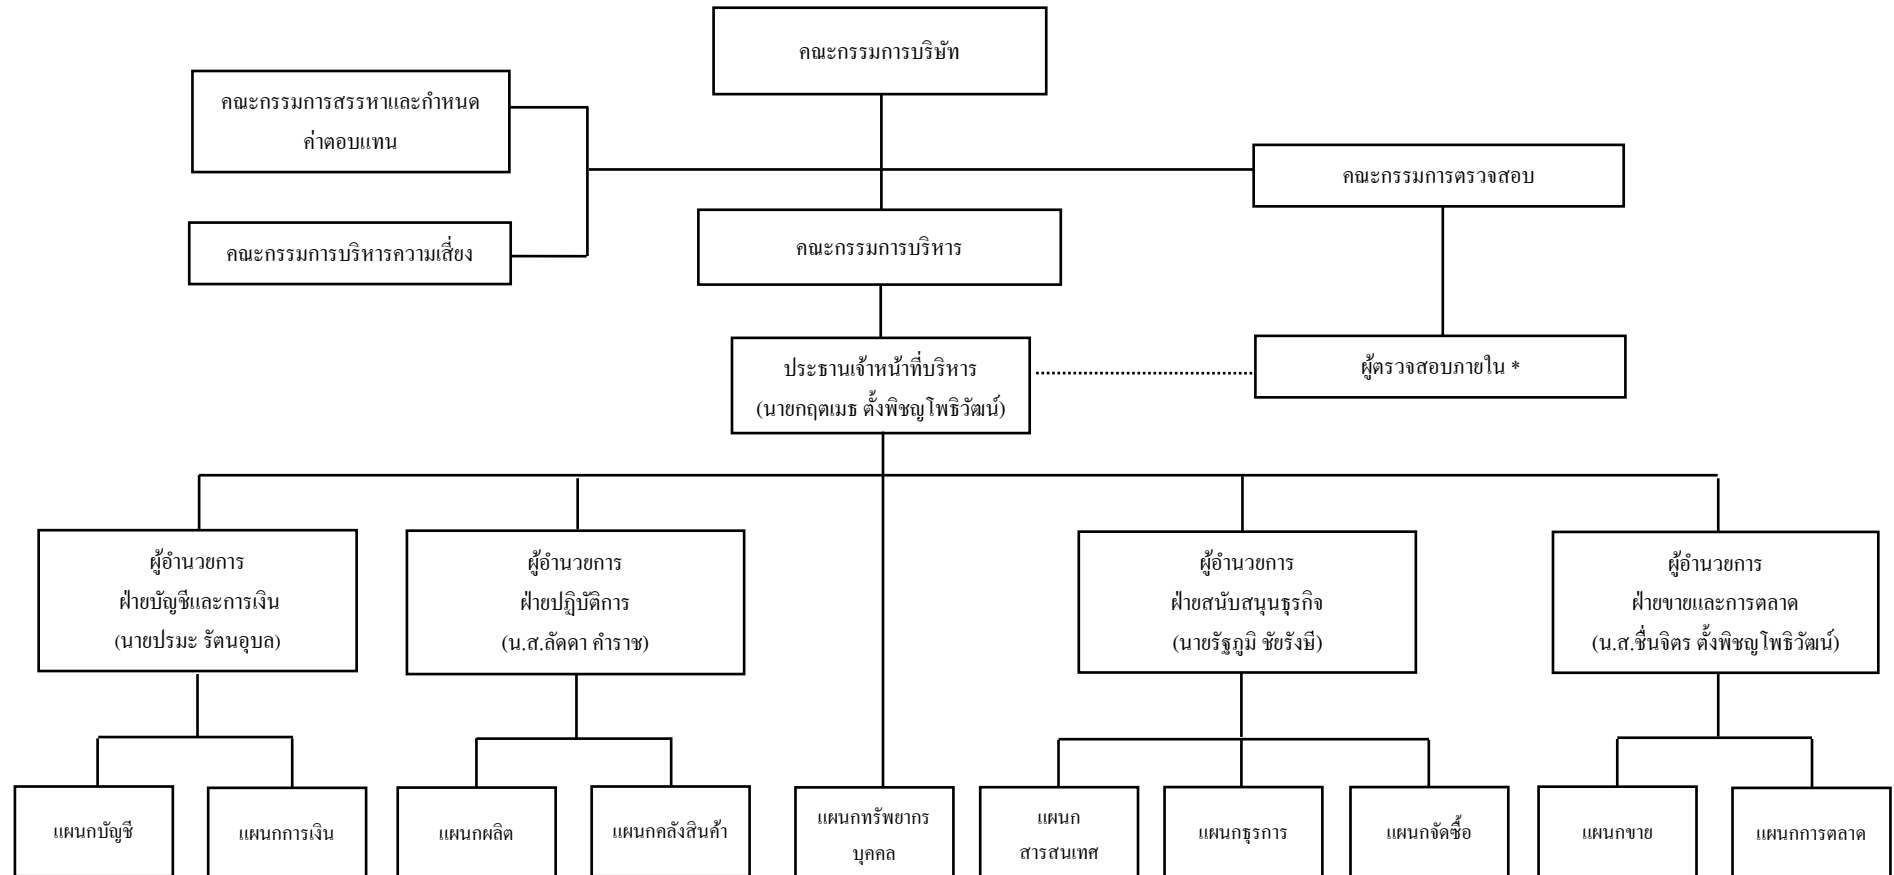 คณะกรรมการบริษัท
คณะกรรมการสรรหาและกำหนด
ค่าตอบแทน
คณะกรรมการตรวจสอบ
คณะกรรมการบริหารความเสี่ยง
คณะกรรมการบริหาร
ประธานเจ้าหน้าที่บริหาร
(นายกฤตเมธ ตั้งพิชญโพธิวัฒน์)
ผู้ตรวจสอบภายใน *
ผู้อำนวยการ
ฝ่ายบัญชีและการเงิน
(นายปรมะ รัตนอุบล)
ผู้อำนวยการ
ฝ่ายปฏิบัติการ
(น.ส.ลัดดา คำราช)
ผู้อำนวยการ
ฝ่ายสนับสนุนธุรกิจ
(นายรัฐภูมิ ชัยรังษี)
ผู้อำนวยการ
ฝ่ายขายและการตลาด
(น.ส.ชื่นจิตร ตั้งพิชญโพธิวัฒน์)
แผนกบัญชี
แผนกการเงิน
แผนกผลิต
แผนกคลังสินค้า
แผนกทรัพยากร
บุคคล
แผนก
สารสนเทศ
แผนกธุรการ
แผนกจัดซื้อ
แผนกขาย
แผนกการตลาด